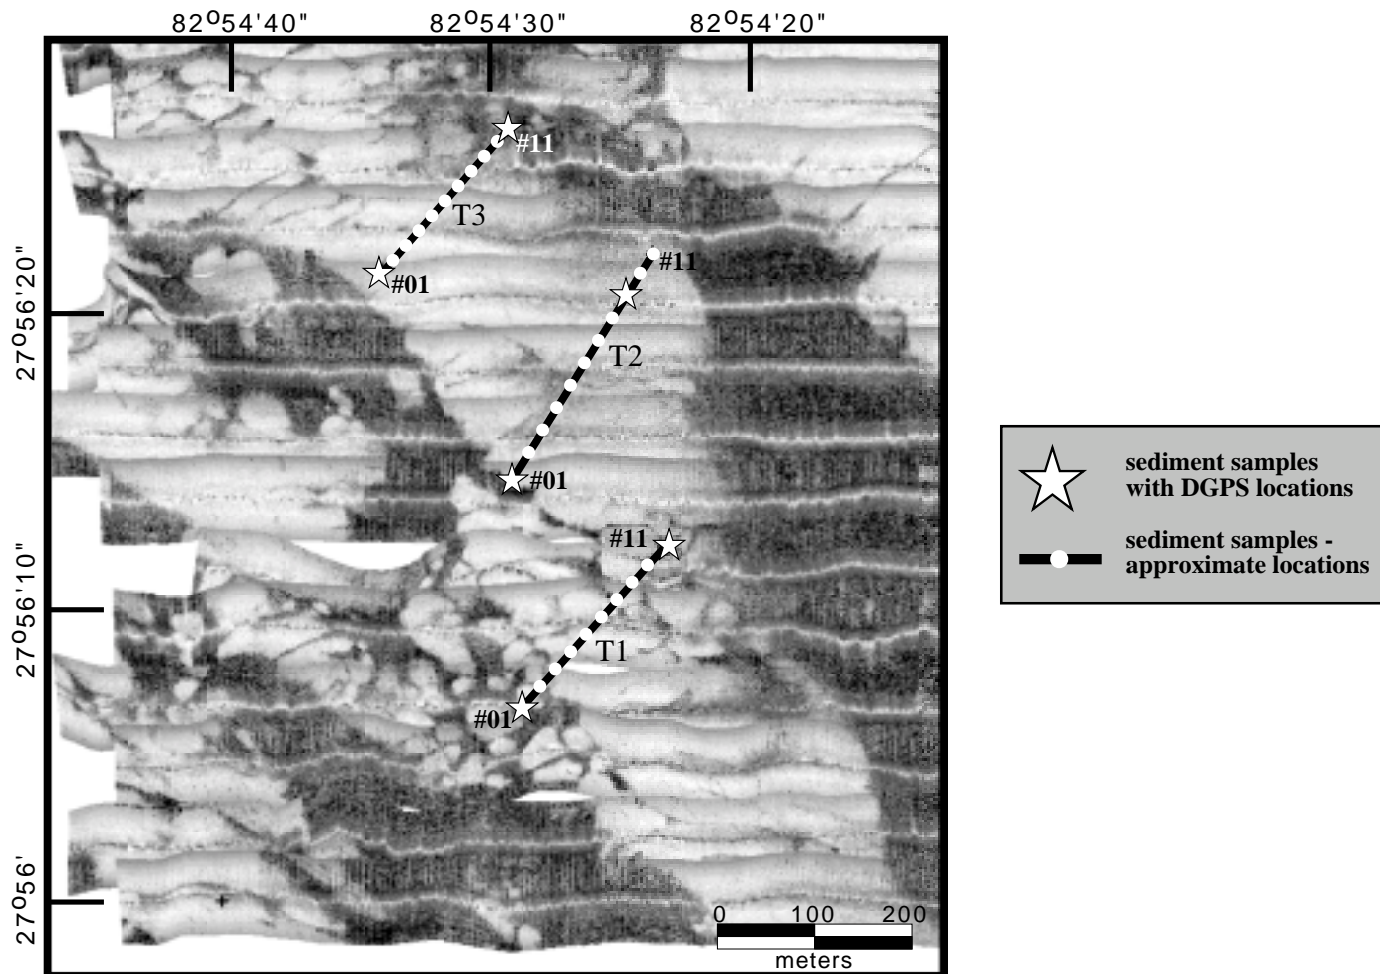 82°54'40" 82°54'30" 82°54'20"
#11
T3
#01
#11
27°56'20"
T2
#01
#11
27°56'10"
T1
#01
27°56'
0 100 200
meters
sediment samples
with DGPS locations
sediment samples -
approximate locations